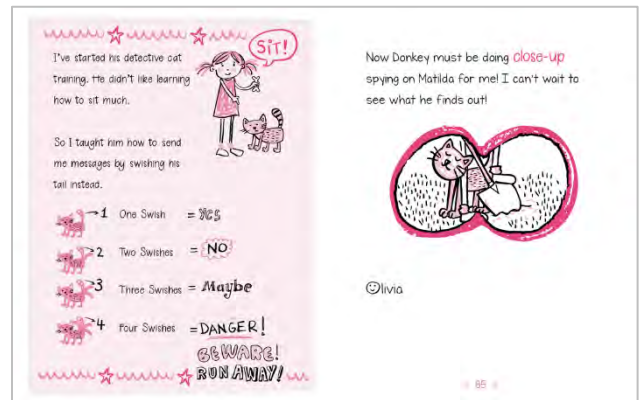 SiT!
I've started his detective cat
training. He didn't like learning
how to sit much.
So I taught him how to send
me messages by swishing his
tail instead.
1 One Swish = YES
2 Two Swishes = NO
3 Three Swishes = Maybe
4 Four Swishes = DANGER!
BEWARE!
RUN AWAY!
Now Donkey must be doing close-up
spying on Matilda for me! I can't wait to
see what he finds out!
Olivia
65